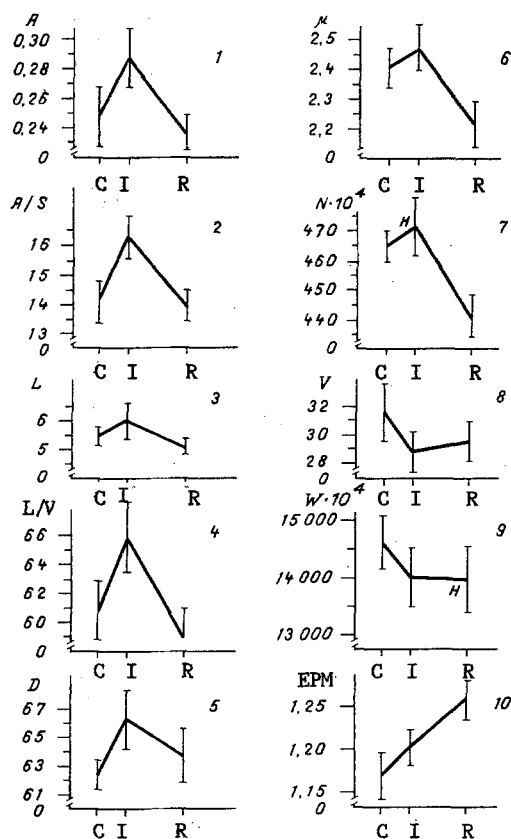 A
0,30
0,28
0,26
0,24
0
1
C I R
A/S
16
15
14
13
0
2
C I R
L
6
5
0
3
C I R
L/V
66
64
62
60
0
4
C I R
D
67
65
63
61
0
5
C I R
μ
2,5
2,4
2,3
2,2
0
6
C I R
N·10⁴
470
460
450
440
0
H
7
C I R
V
32
30
28
0
8
C I R
W·10⁴
15 000
14 000
13 000
H
9
C I R
EPM
1,25
1,20
1,15
0
10
C I R